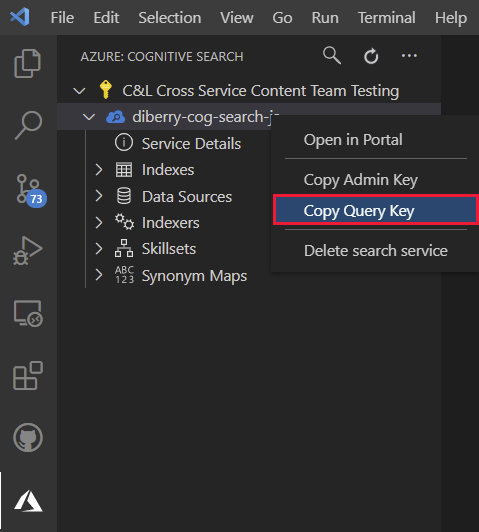 File Edit Selection View Go Run Terminal Help
AZURE: COGNITIVE SEARCH
C&L Cross Service Content Team Testing
diberry-cog-search-j
Service Details
Open in Portal
Indexes
Copy Admin Key
Data Sources
Copy Query Key
Indexers
Skillsets
Delete search service
ABC
123 Synonym Maps
73